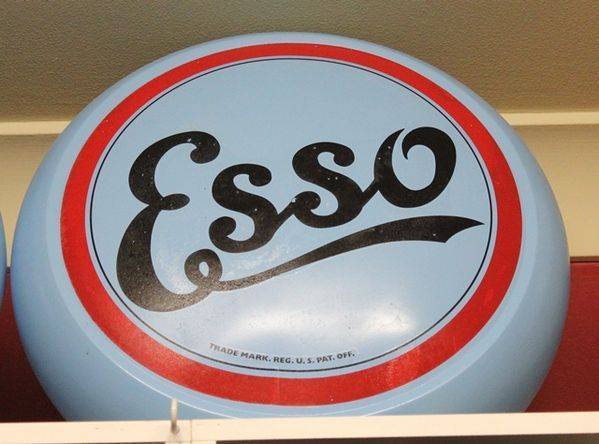 Esso
TRADE MARK. REG. U. S. PAT. OFF.